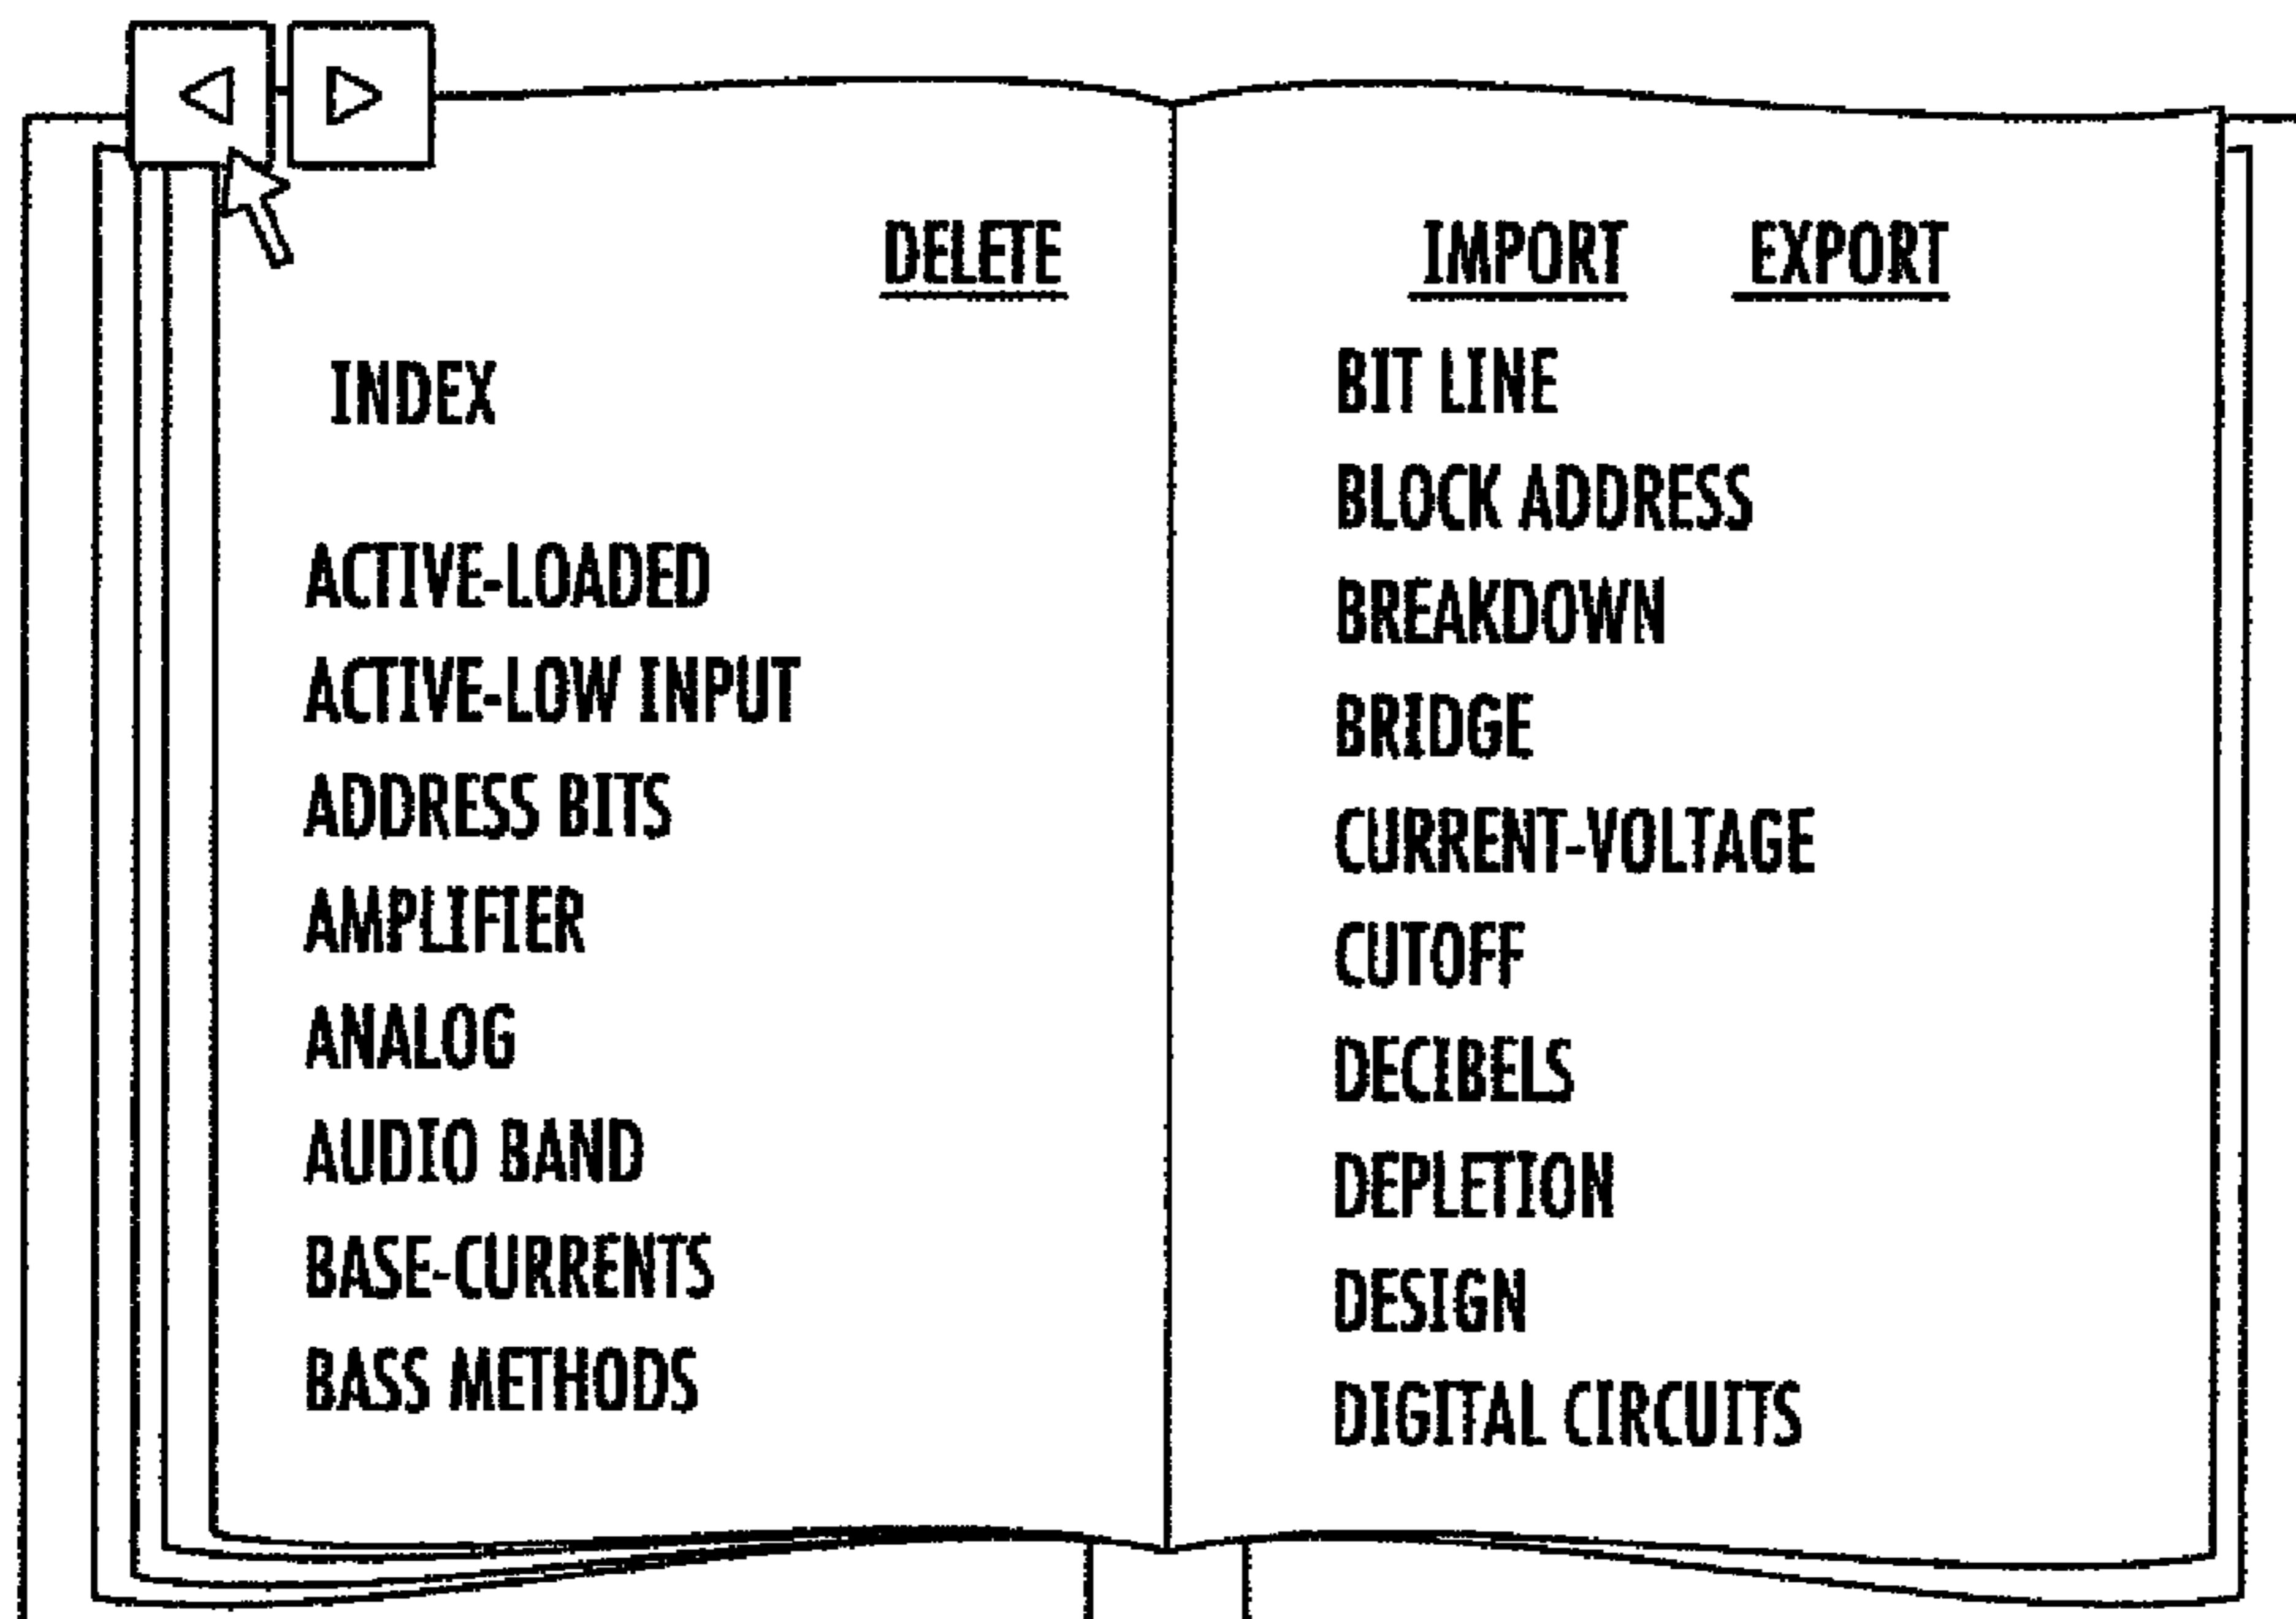 DELETE
INDEX
ACTIVE-LOADED
ACTIVE-LOW INPUT
ADDRESS BITS
AMPLIFIER
ANALOG
AUDIO BAND
BASE-CURRENTS
BASS METHODS
IMPORT EXPORT
BIT LINE
BLOCK ADDRESS
BREAKDOWN
BRIDGE
CURRENT-VOLTAGE
CUTOFF
DECIBELS
DEPLETION
DESIGN
DIGITAL CIRCUITS